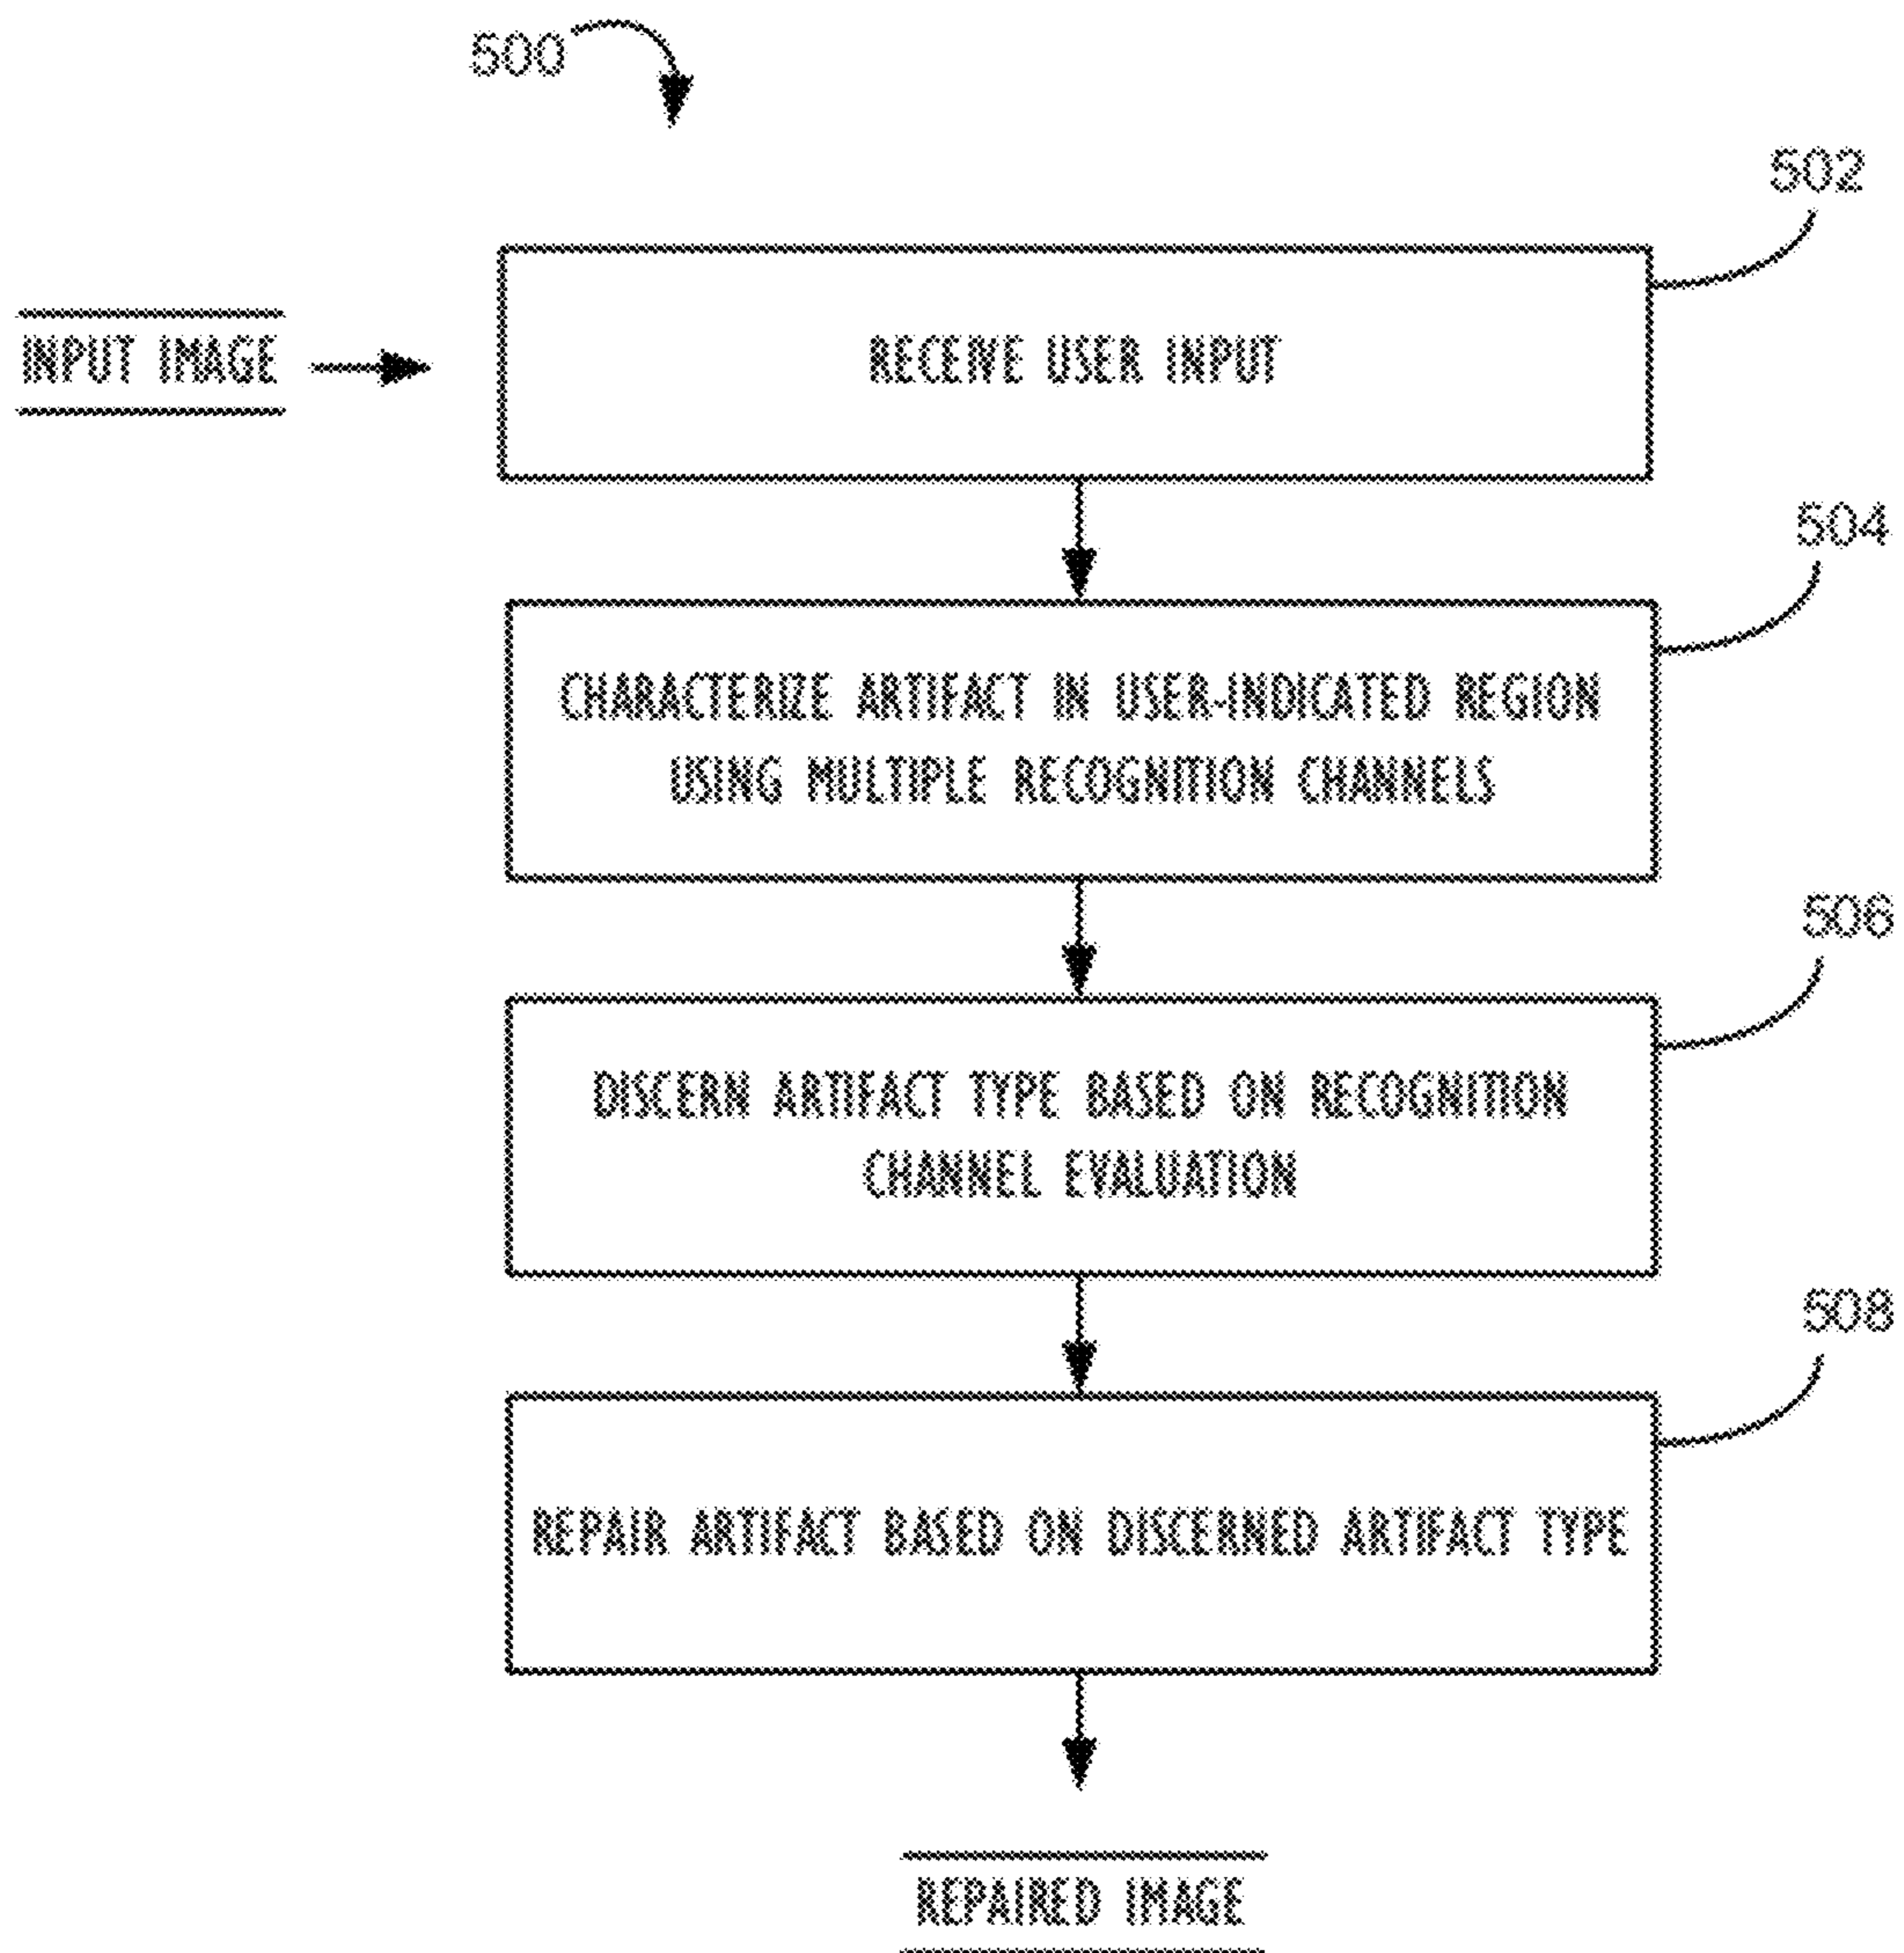 500
502
INPUT IMAGE
RECEIVE USER INPUT
504
CHARACTERIZE ARTIFACT IN USER-INDICATED REGION
USING MULTIPLE RECOGNITION CHANNELS
506
DISCERN ARTIFACT TYPE BASED ON RECOGNITION
CHANNEL EVALUATION
508
REPAIR ARTIFACT BASED ON DISCERNED ARTIFACT TYPE
REPAIRED IMAGE